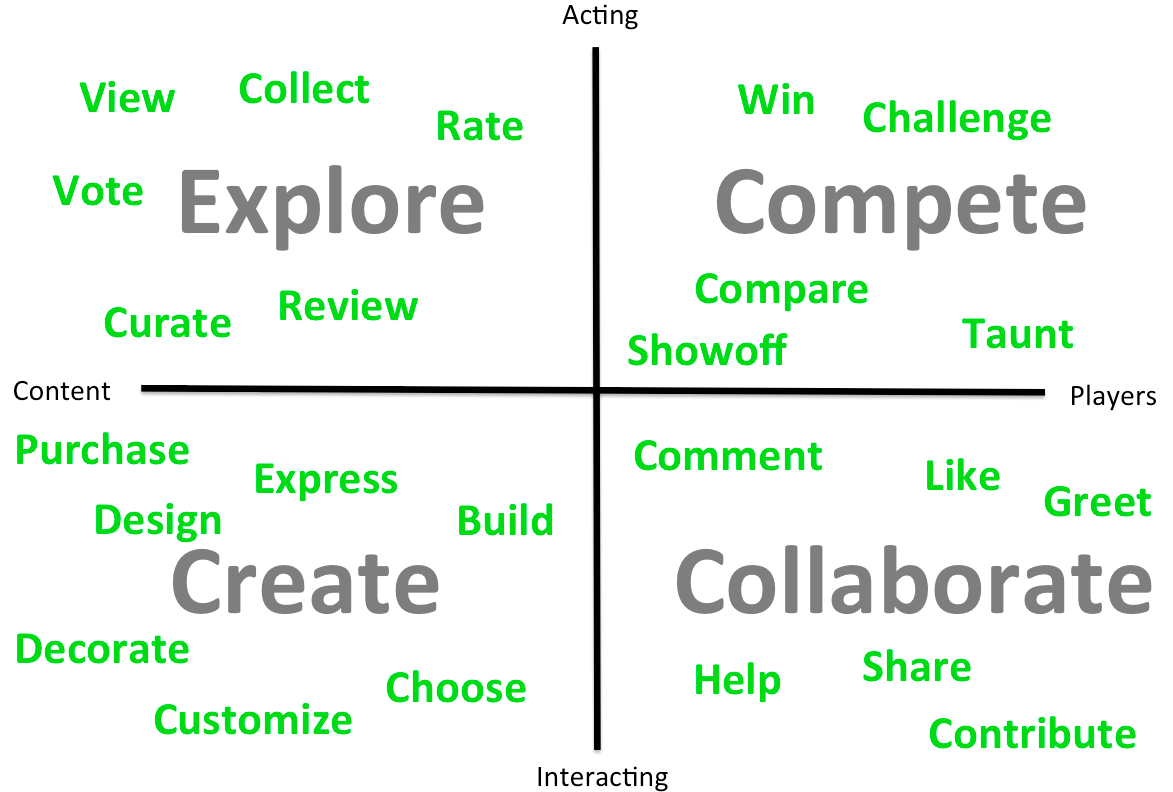 Acting
View
Collect
Rate
Vote
Explore
Curate
Review
Win
Challenge
Compete
Compare
Showoff
Taunt
Content
Players
Purchase
Express
Design
Build
Create
Decorate
Choose
Customize
Comment
Like
Greet
Collaborate
Help
Share
Contribute
Interacting